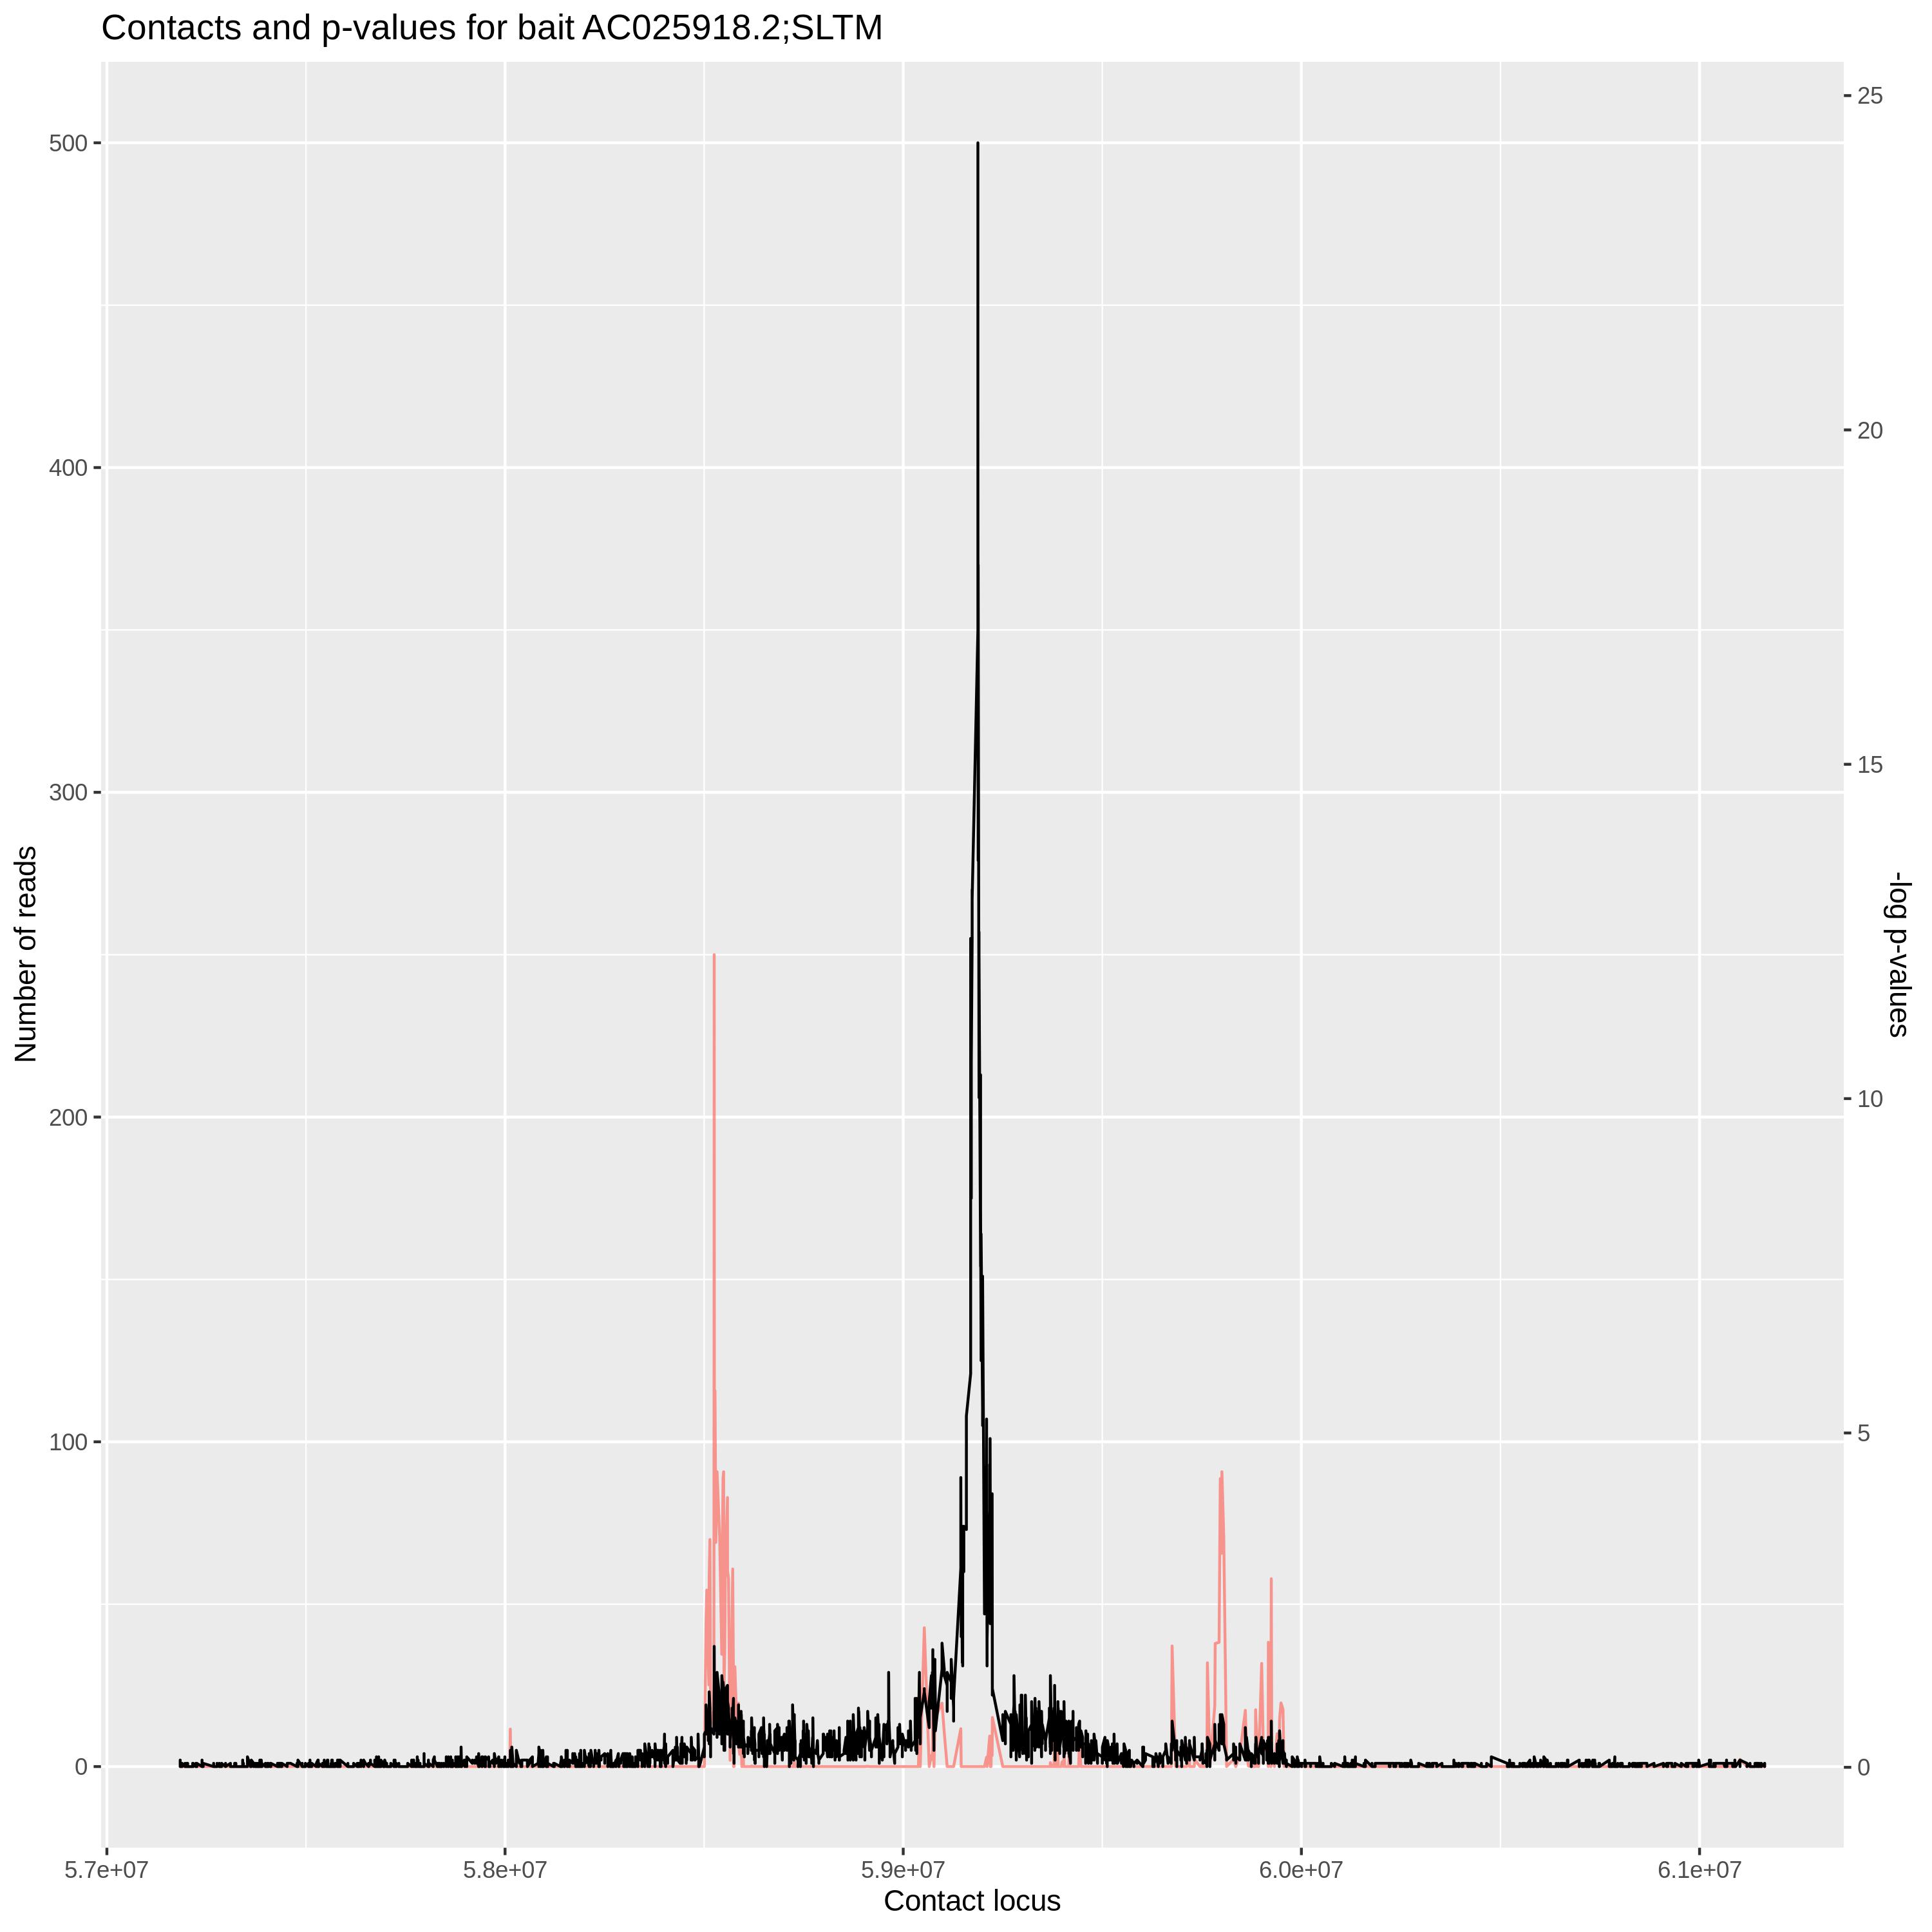 Contacts and p-values for bait AC025918.2;SLTM
Number of reads
500
400
300
200
100
0
25
20
15
10
5
0
-log p-values
5.7e+07
5.8e+07
5.9e+07
6.0e+07
6.1e+07
Contact locus